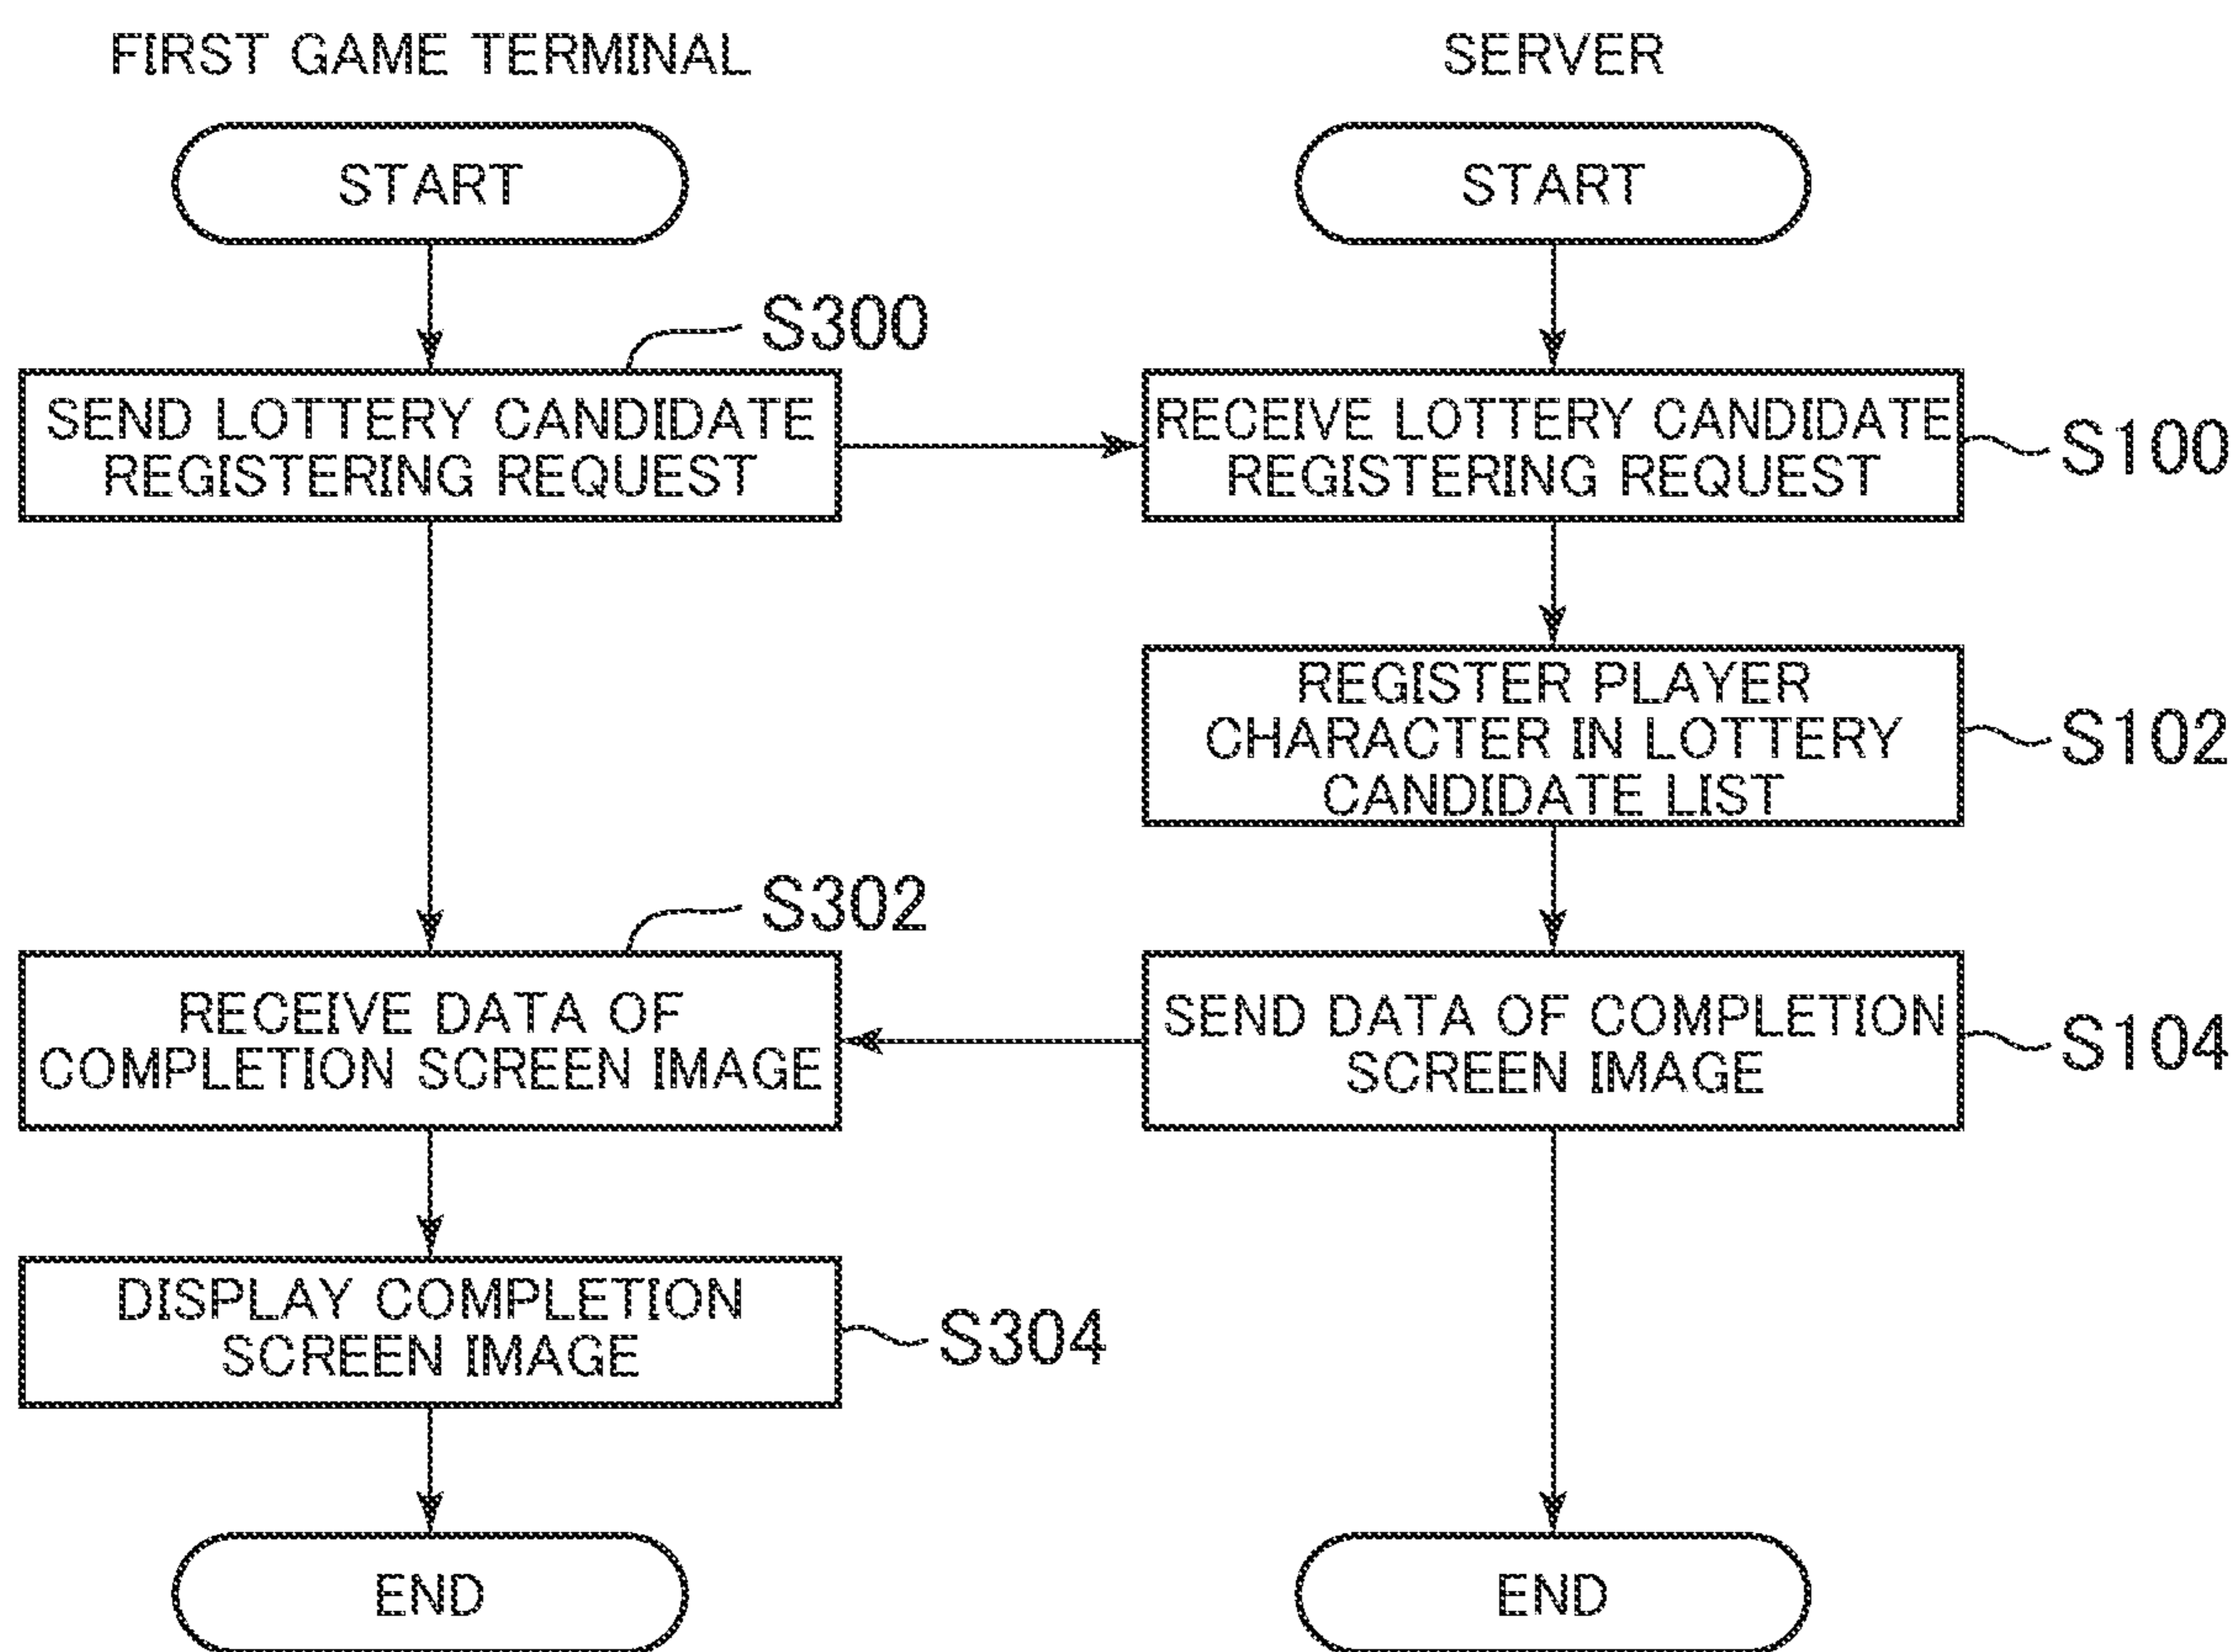 FIRST GAME TERMINAL
SERVER
START
START
S300
SEND LOTTERY CANDIDATE
REGISTERING REQUEST
RECEIVE LOTTERY CANDIDATE
REGISTERING REQUEST
S100
REGISTER PLAYER
CHARACTER IN LOTTERY
CANDIDATE LIST
S102
S302
RECEIVE DATA OF
COMPLETION SCREEN IMAGE
SEND DATA OF COMPLETION
SCREEN IMAGE
S104
DISPLAY COMPLETION
SCREEN IMAGE
S304
END
END